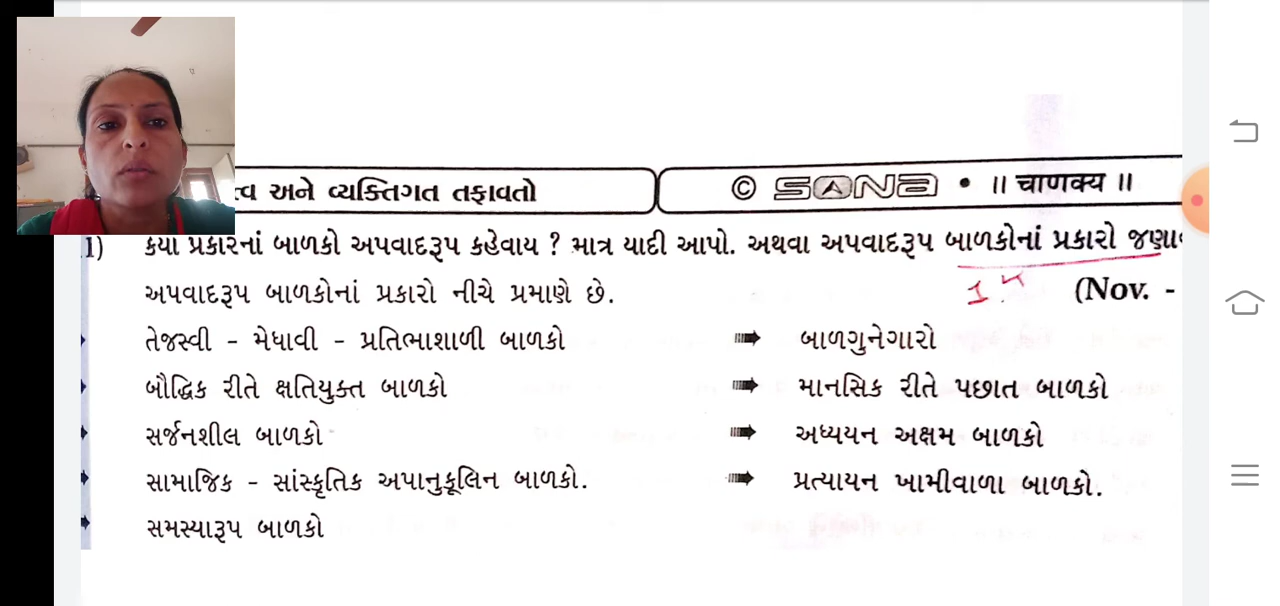 ત્વ અને વ્યક્તિગત તફાવતો
© SANA • ॥ चाणक्य ॥
1) કયા પ્રકારનાં બાળકો અપવાદરૂપ કહેવાય ? માત્ર યાદી આપો. અથવા અપવાદરૂપ બાળકોનાં પ્રકારો જણા
અપવાદરૂપ બાળકોનાં પ્રકારો નીચે પ્રમાણે છે. (Nov. -
તેજસ્વી - મેધાવી - પ્રતિભાશાળી બાળકો
બાળગુનેગારો
બૌદ્ધિક રીતે ક્ષતિયુક્ત બાળકો
માનસિક રીતે પછાત બાળકો
સર્જનશીલ બાળકો
અધ્યયન અક્ષમ બાળકો
સામાજિક - સાંસ્કૃતિક અપાનુકૂલિન બાળકો.
પ્રત્યાયન ખામીવાળા બાળકો.
સમસ્યારૂપ બાળકો